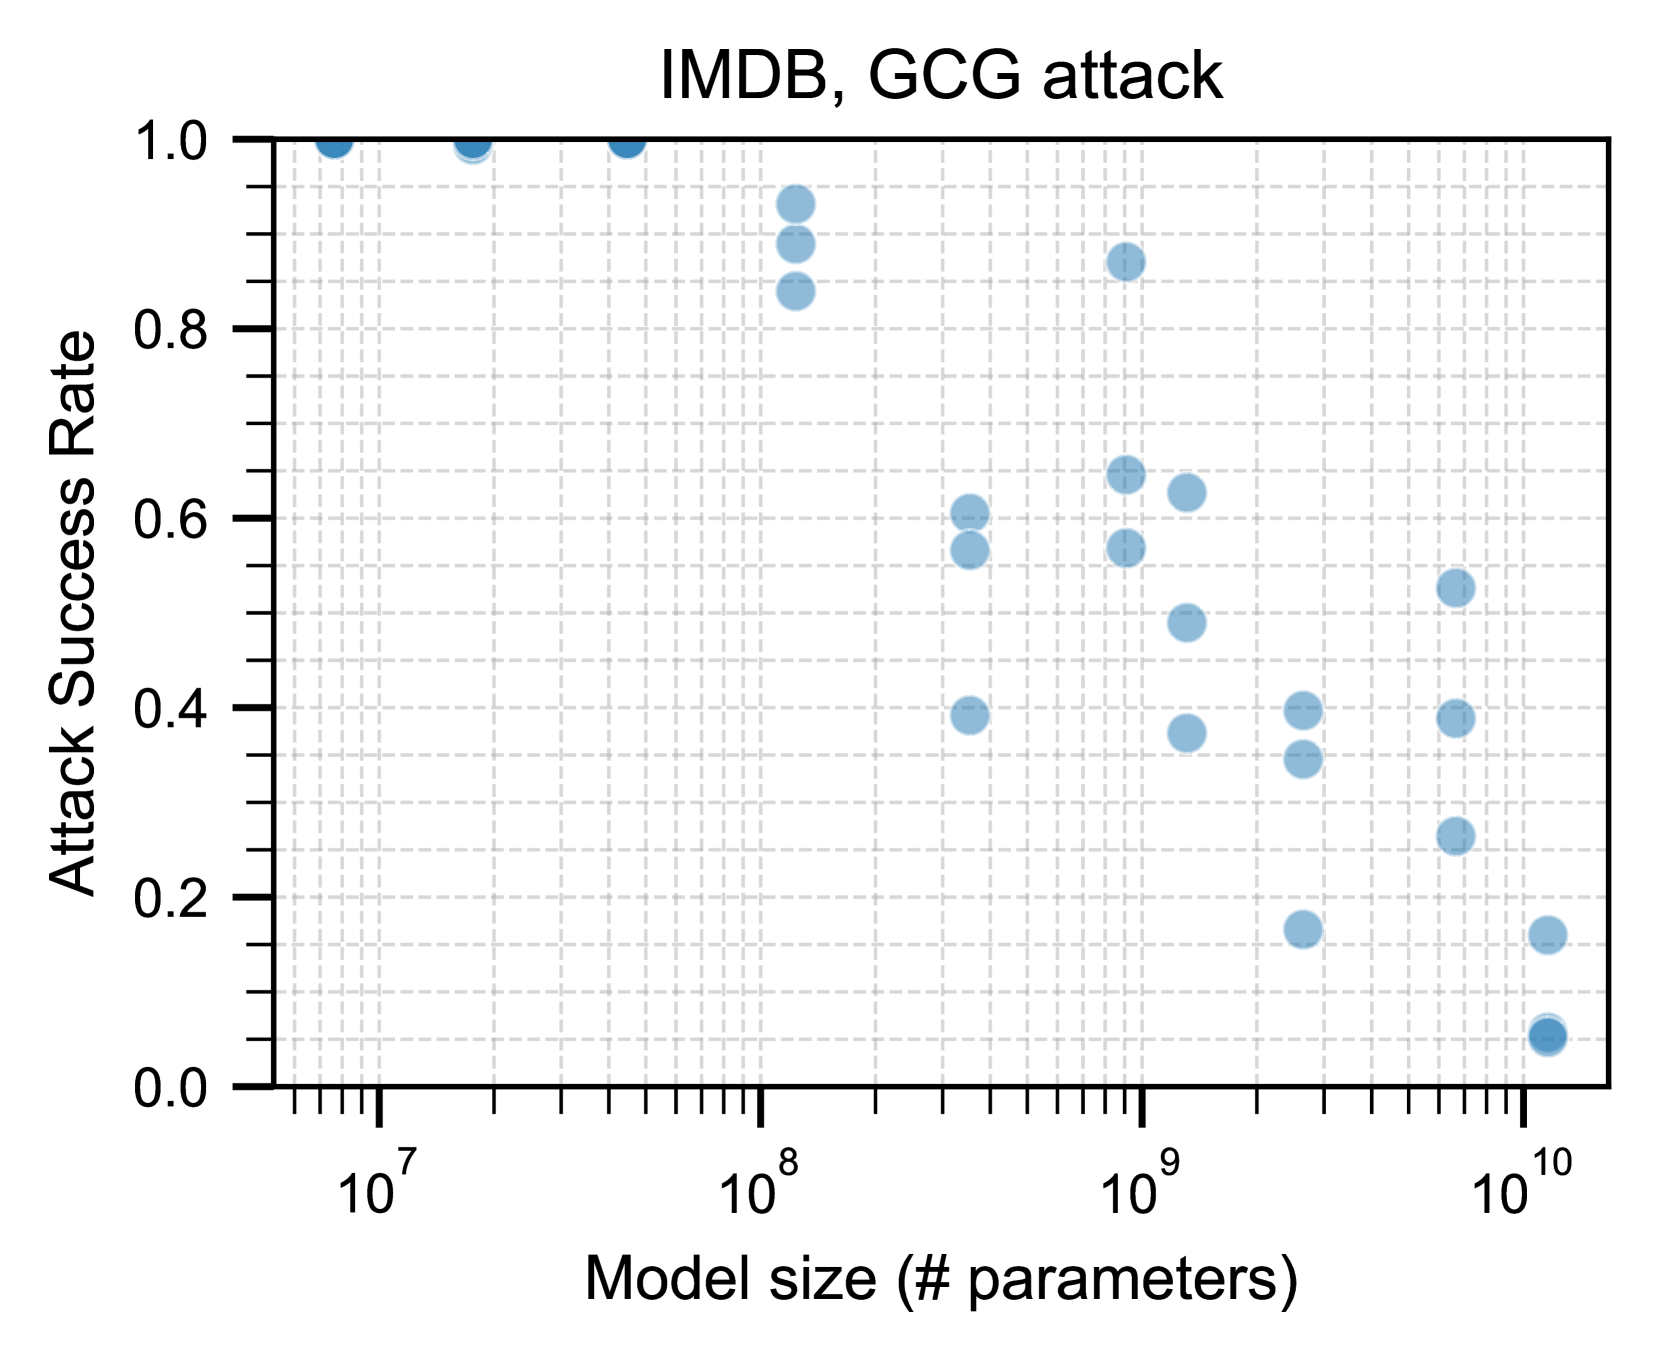 IMDB, GCG attack
1.0
0.8
0.6
0.4
0.2
0.0
Attack Success Rate
10^7 10^8 10^9 10^10
Model size (# parameters)